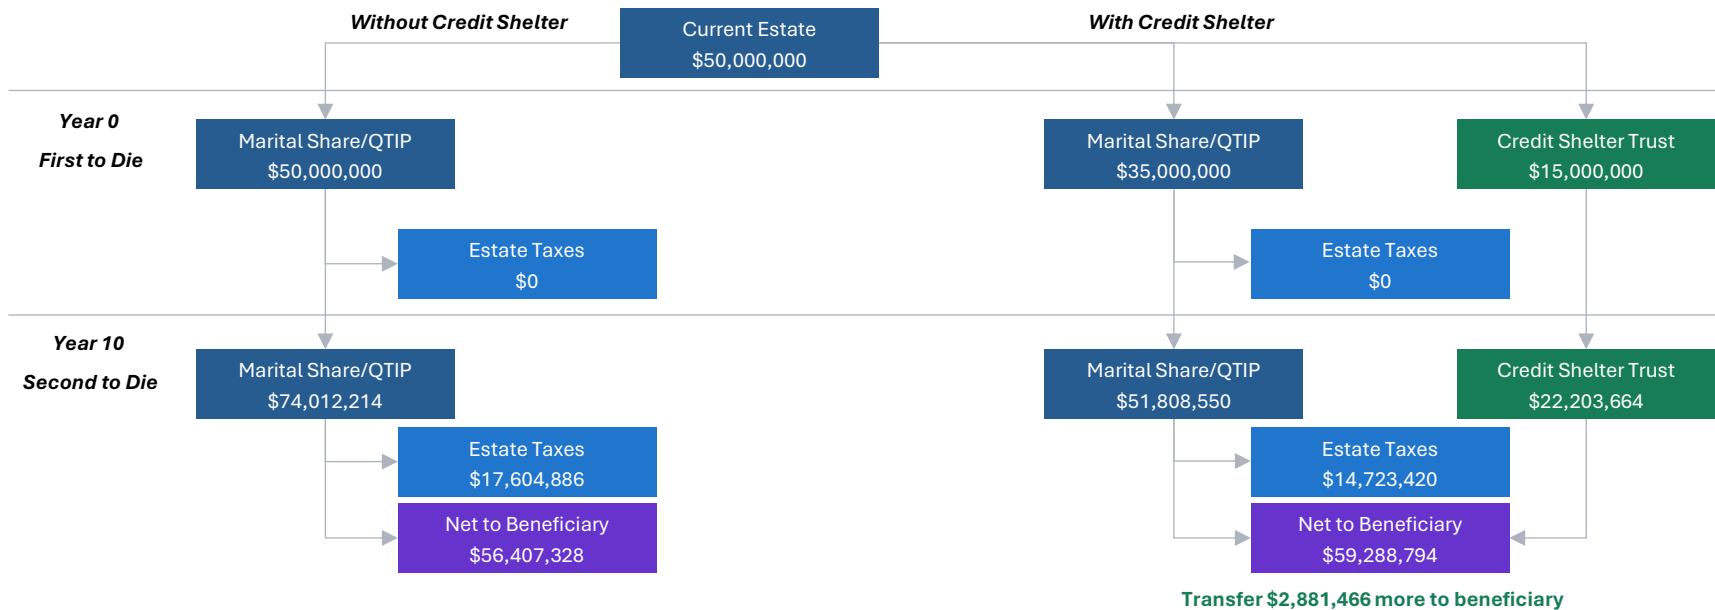 Without Credit Shelter
Current Estate
$50,000,000
With Credit Shelter
Year 0
First to Die
Marital Share/QTIP
$50,000,000
Marital Share/QTIP
$35,000,000
Credit Shelter Trust
$15,000,000
Estate Taxes
$0
Estate Taxes
$0
Year 10
Second to Die
Marital Share/QTIP
$74,012,214
Marital Share/QTIP
$51,808,550
Credit Shelter Trust
$22,203,664
Estate Taxes
$17,604,886
Estate Taxes
$14,723,420
Net to Beneficiary
$56,407,328
Net to Beneficiary
$59,288,794
Transfer $2,881,466 more to beneficiary